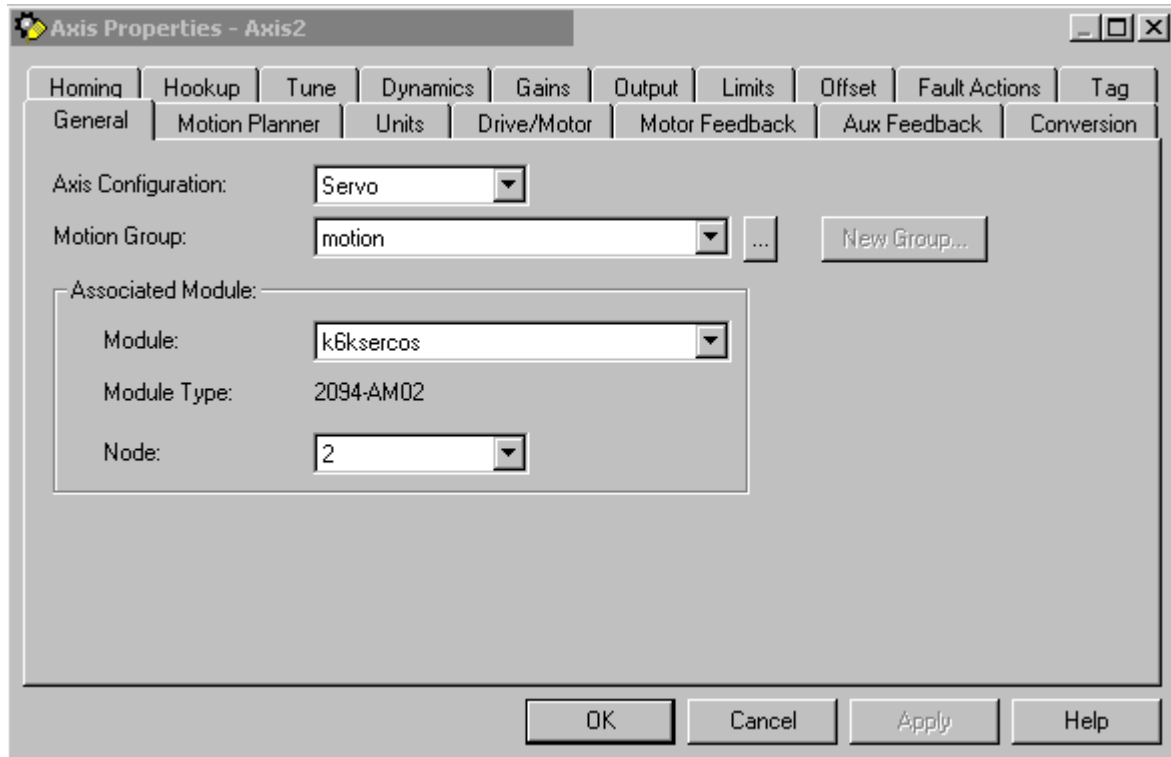 Axis Properties - Axis2
Homing Hookup Tune Dynamics Gains Output Limits Offset Fault Actions Tag
General Motion Planner Units Drive/Motor Motor Feedback Aux Feedback Conversion
Axis Configuration: Servo
Motion Group: motion ... New Group...
Associated Module:
Module: k6ksercos
Module Type: 2094-AM02
Node: 2
OK Cancel Apply Help